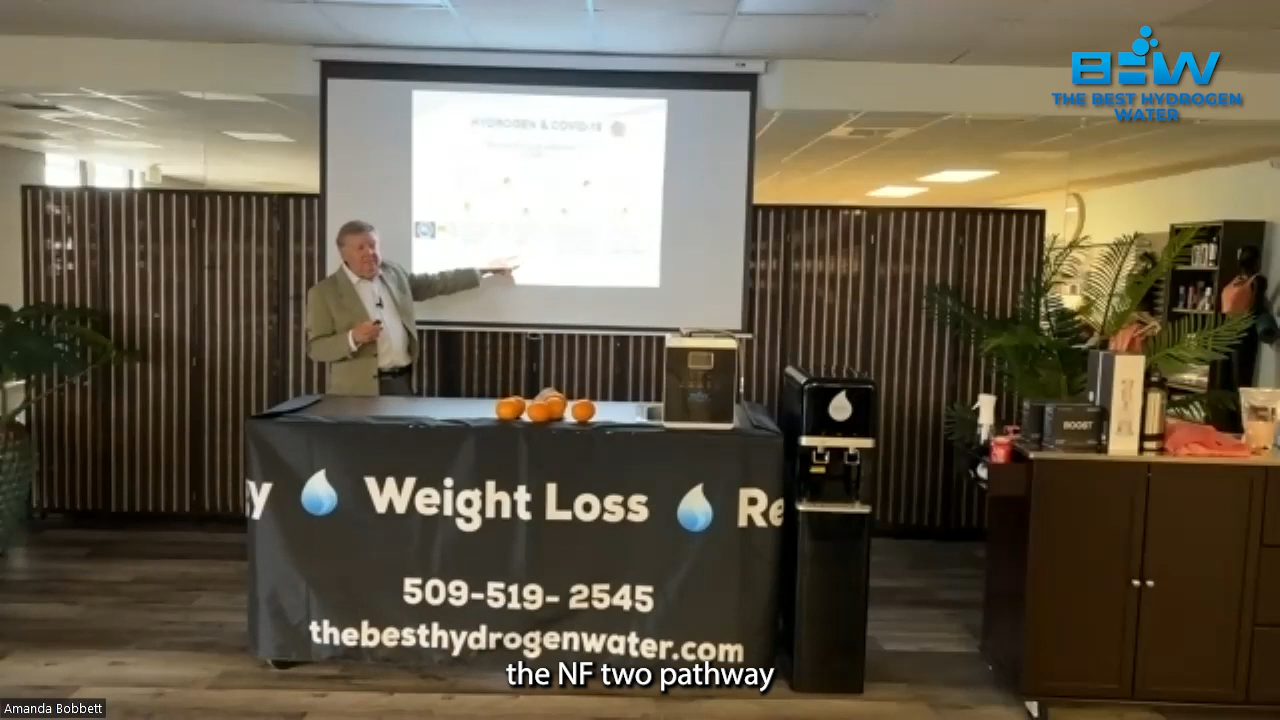 BHW
THE BEST HYDROGEN
WATER
HYDROGEN & COVID-19
BOOST
y Weight Loss Re
509-519- 2545
thebesthydrogenwater.com
the NF two pathway
Amanda Bobbett